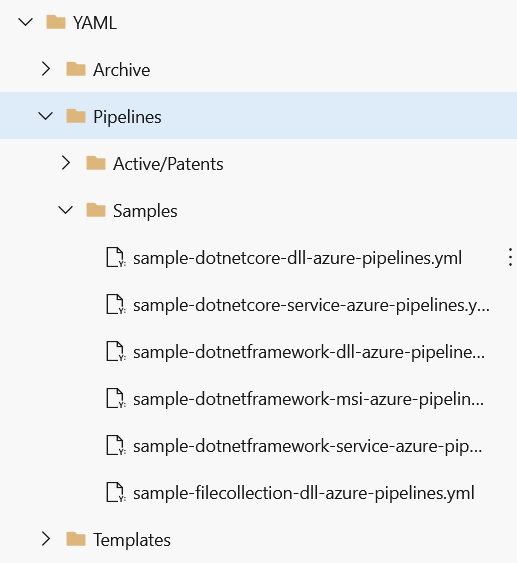 YAML
Archive
Pipelines
Active/Patents
Samples
sample-dotnetcore-dll-azure-pipelines.yml
sample-dotnetcore-service-azure-pipelines.y...
sample-dotnetframework-dll-azure-pipeline...
sample-dotnetframework-msi-azure-pipelin...
sample-dotnetframework-service-azure-pip...
sample-filecollection-dll-azure-pipelines.yml
Templates